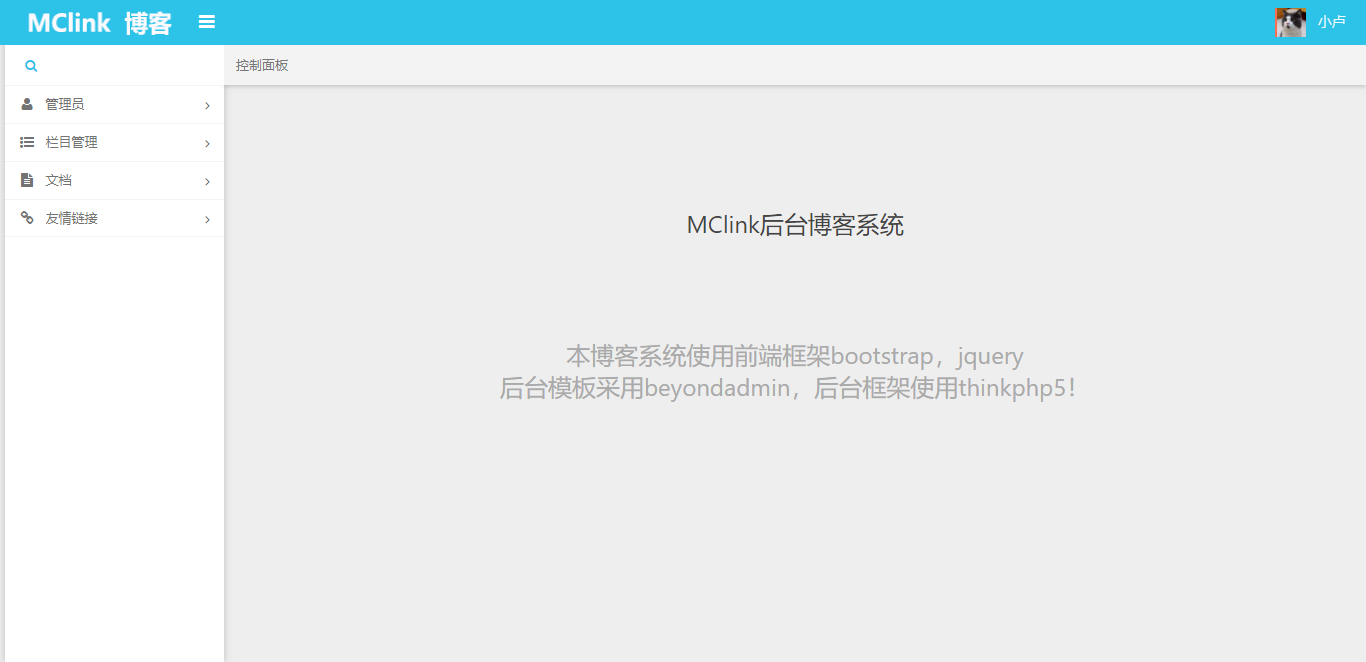 MClink 博客
小卢
控制面板
管理员
栏目管理
文档
友情链接
MClink后台博客系统
本博客系统使用前端框架bootstrap，jquery
后台模板采用beyondadmin，后台框架使用thinkphp5！